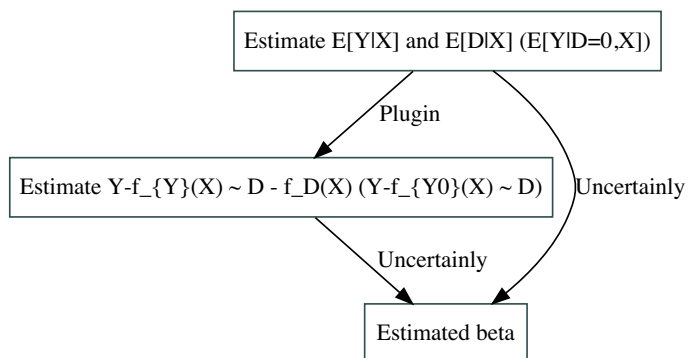 Estimate E[Y|X] and E[D|X] (E[Y|D=0,X])
Plugin
Estimate Y-f_{Y}(X) ~ D - f_D(X) (Y-f_{Y0}(X) ~ D)
Uncertainly
Uncertainly
Estimated beta